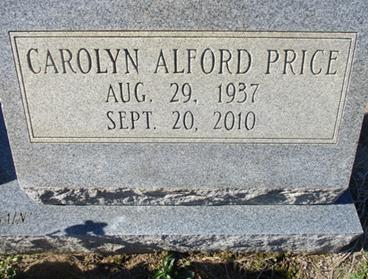 CAROLYN ALFORD PRICE
AUG. 29, 1937
SEPT. 20, 2010